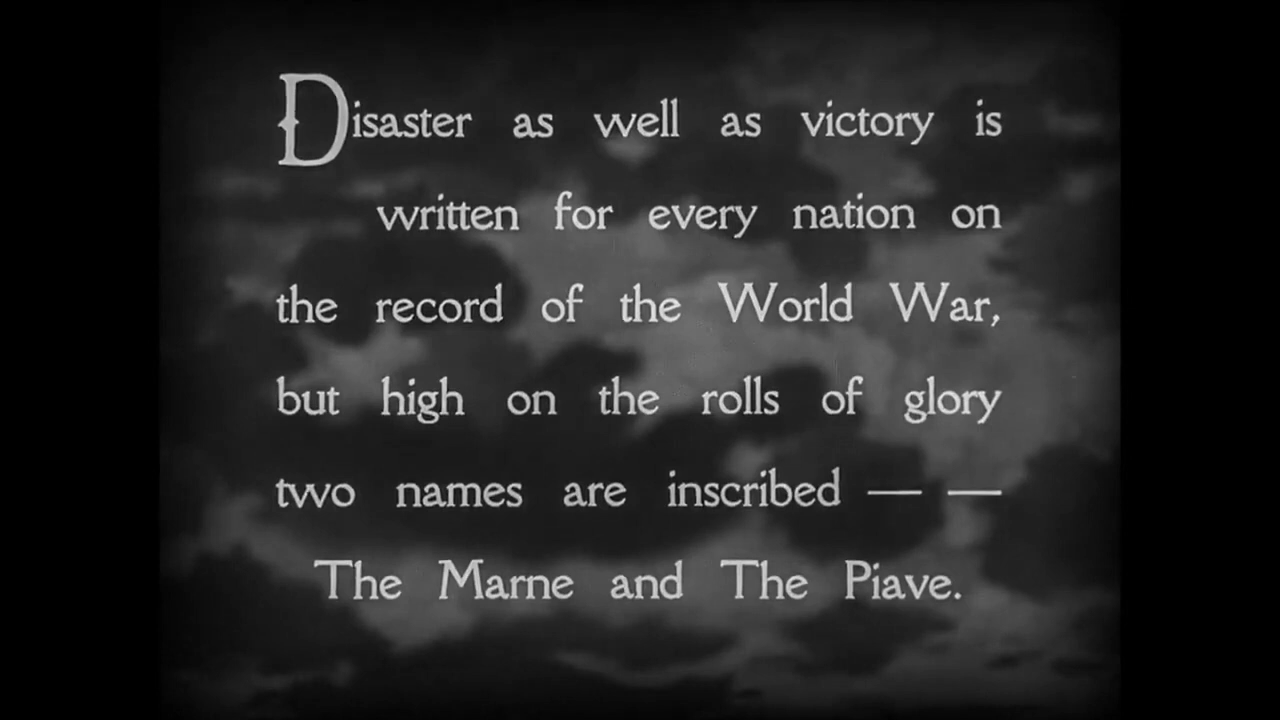 Disaster as well as victory is
written for every nation on
the record of the World War,
but high on the rolls of glory
two names are inscribed — —
The Marne and The Piave.